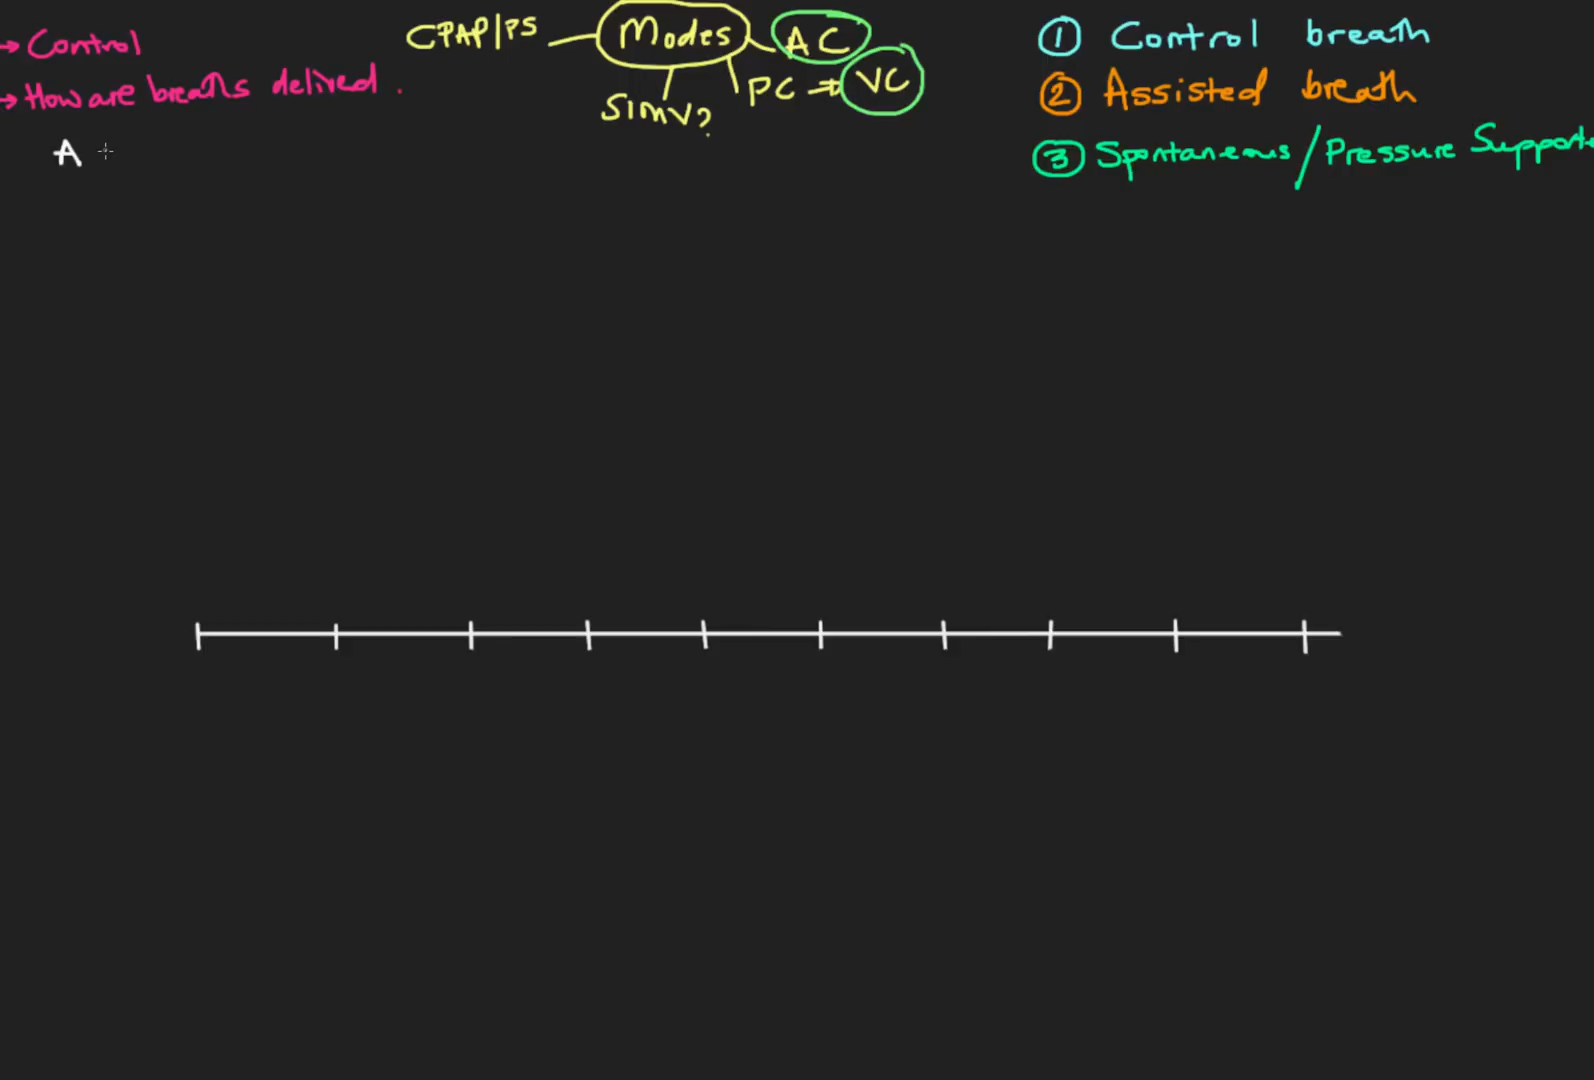 → Control
→ How are breaths delived .
A
CPAP/PS
Modes
AC
PC → VC
SIMV?
① Control breath
② Assisted breath
③ Spontaneous / Pressure Support